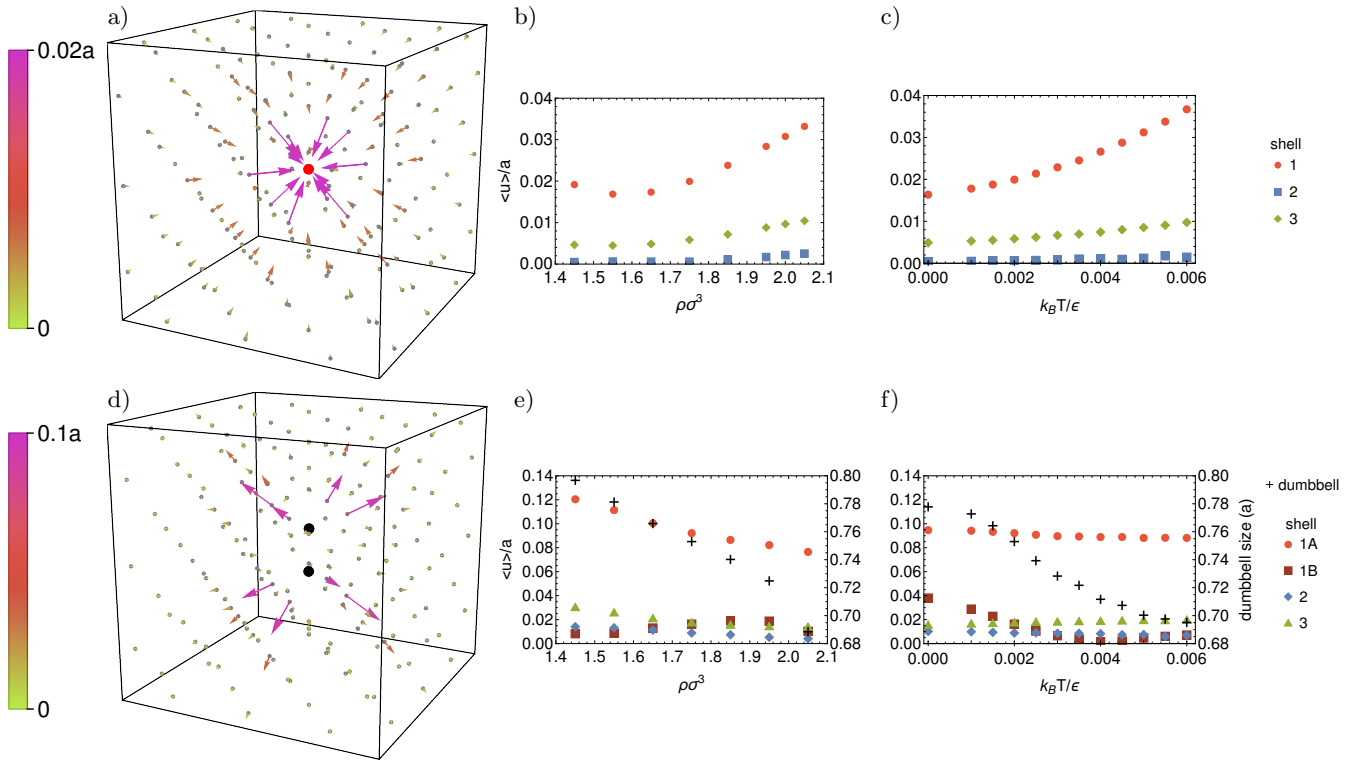 a)
0.02a
0
b)
<u>/a
0.04
0.03
0.02
0.01
0.00
1.4 1.5 1.6 1.7 1.8 1.9 2.0 2.1
ρσ³
c)
0.04
0.03
0.02
0.01
0.00
0.000 0.002 0.004 0.006
k_BT/ϵ
shell
1
2
3
d)
0.1a
0
e)
<u>/a
0.14
0.12
0.10
0.08
0.06
0.04
0.02
0.00
1.4 1.5 1.6 1.7 1.8 1.9 2.0 2.1
ρσ³
0.80
0.78
0.76
0.74
0.72
0.70
0.68
f)
0.14
0.12
0.10
0.08
0.06
0.04
0.02
0.00
0.000 0.002 0.004 0.006
k_BT/ϵ
0.80
0.78
0.76
0.74
0.72
0.70
0.68
dumbbell size (a)
+ dumbbell
shell
1A
1B
2
3